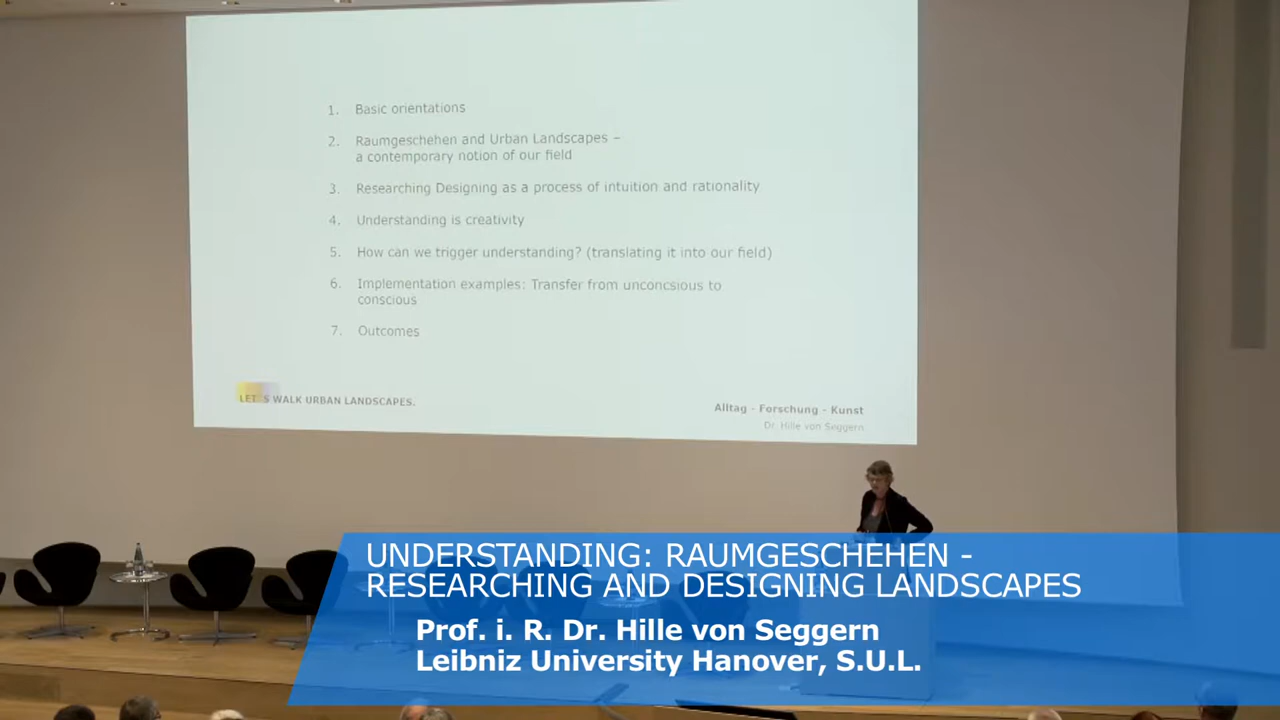 1. Basic orientations
2. Raumgeschehen and Urban Landscapes –
a contemporary notion of our field
3. Researching Designing as a process of intuition and rationality
4. Understanding is creativity
5. How can we trigger understanding? (translating it into our field)
6. Implementation examples: Transfer from unconcsious to
conscious
7. Outcomes
LET´S WALK URBAN LANDSCAPES.
Alltag - Forschung - Kunst
Dr. Hille von Seggern
UNDERSTANDING: RAUMGESCHEHEN -
RESEARCHING AND DESIGNING LANDSCAPES
Prof. i. R. Dr. Hille von Seggern
Leibniz University Hanover, S.U.L.